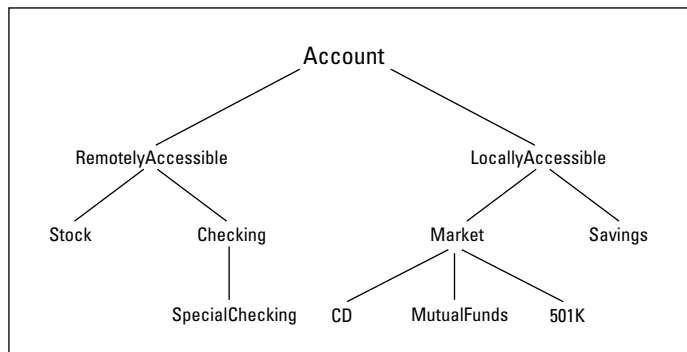 Account
RemotelyAccessible LocallyAccessible
Stock Checking Market Savings
SpecialChecking CD MutualFunds 501K